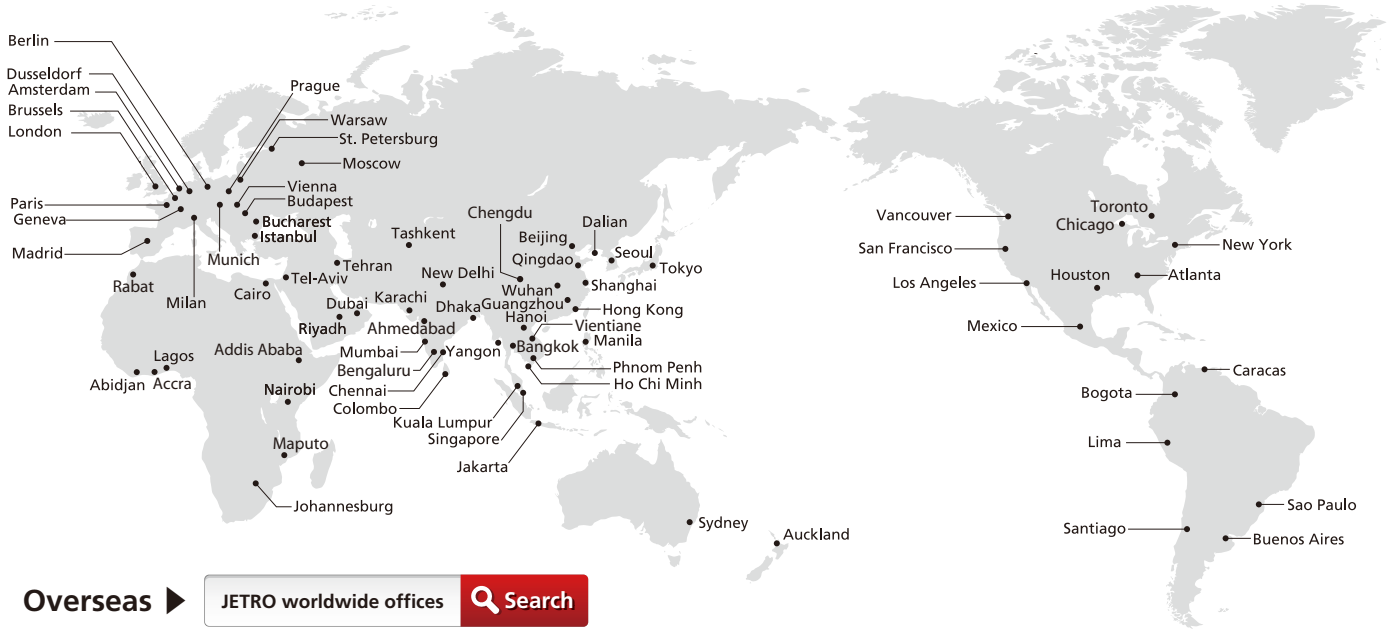 Berlin
Dusseldorf
Amsterdam
Brussels
London
Prague
Warsaw
St. Petersburg
Moscow
Vienna
Budapest
Bucharest
Istanbul
Paris
Geneva
Madrid
Munich
Milan
Rabat
Cairo
Tel-Aviv
Tehran
Tashkent
Chengdu
Dalian
Beijing
Seoul
Qingdao
Tokyo
New Delhi
Wuhan
Shanghai
Dubai
Karachi
Dhaka
Guangzhou
Hong Kong
Hanoi
Riyadh
Ahmedabad
Vientiane
Manila
Addis Ababa
Mumbai
Yangon
Bangkok
Bengaluru
Phnom Penh
Lagos
Abidjan
Accra
Nairobi
Chennai
Ho Chi Minh
Colombo
Kuala Lumpur
Singapore
Jakarta
Maputo
Johannesburg
Sydney
Auckland
Vancouver
Toronto
Chicago
San Francisco
New York
Los Angeles
Houston
Atlanta
Mexico
Caracas
Bogota
Lima
Sao Paulo
Santiago
Buenos Aires
Overseas ▶ JETRO worldwide offices Search